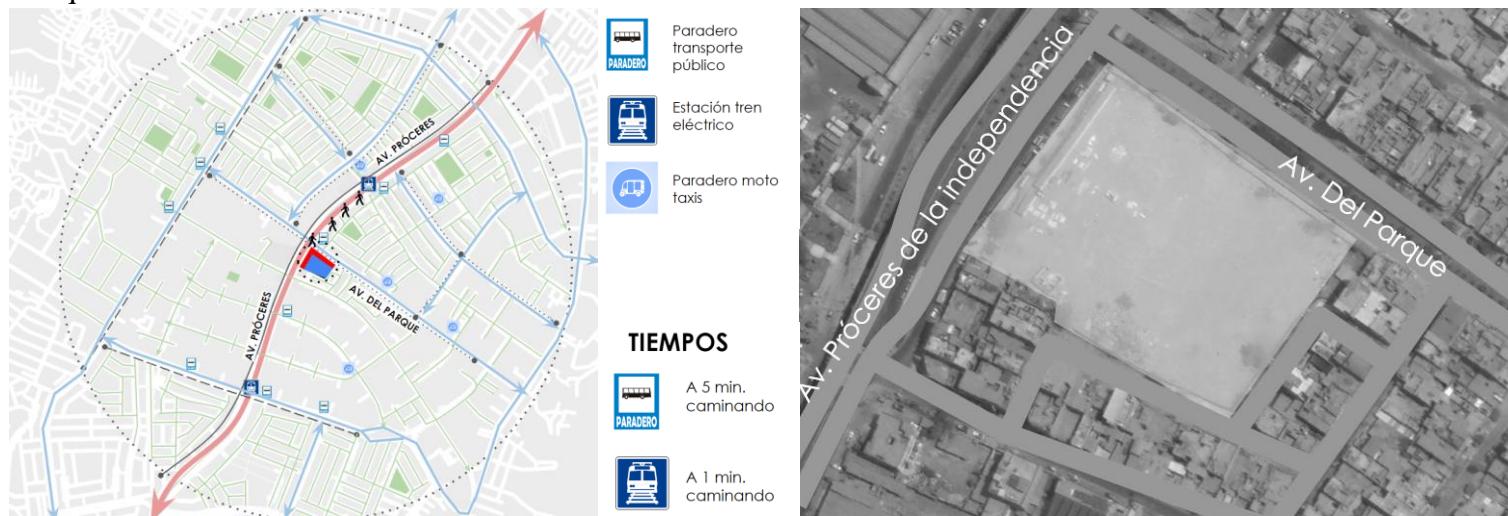 Paradero
transporte
público
PARADERO
Estación tren
eléctrico
Paradero moto
taxis
AV. PRÓCERES
AV. DEL PARQUE
AV. PRÓCERES
TIEMPOS
A 5 min.
caminando
PARADERO
A 1 min.
caminando
Av. Próceres de la independencia
Av. Del Parque